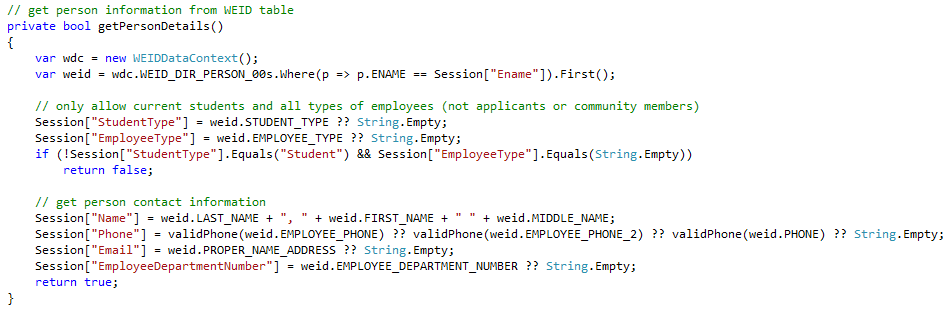 // get person information from WEID table
private bool getPersonDetails()
{
    var wdc = new WEIDDataContext();
    var weid = wdc.WEID_DIR_PERSON_00s.Where(p => p.ENAME == Session["Ename"]).First();

    // only allow current students and all types of employees (not applicants or community members)
    Session["StudentType"] = weid.STUDENT_TYPE ?? String.Empty;
    Session["EmployeeType"] = weid.EMPLOYEE_TYPE ?? String.Empty;
    if (!Session["StudentType"].Equals("Student") && Session["EmployeeType"].Equals(String.Empty))
        return false;

    // get person contact information
    Session["Name"] = weid.LAST_NAME + ", " + weid.FIRST_NAME + " " + weid.MIDDLE_NAME;
    Session["Phone"] = validPhone(weid.EMPLOYEE_PHONE) ?? validPhone(weid.EMPLOYEE_PHONE_2) ?? validPhone(weid.PHONE) ?? String.Empty;
    Session["Email"] = weid.PROPER_NAME_ADDRESS ?? String.Empty;
    Session["EmployeeDepartmentNumber"] = weid.EMPLOYEE_DEPARTMENT_NUMBER ?? String.Empty;
    return true;
}